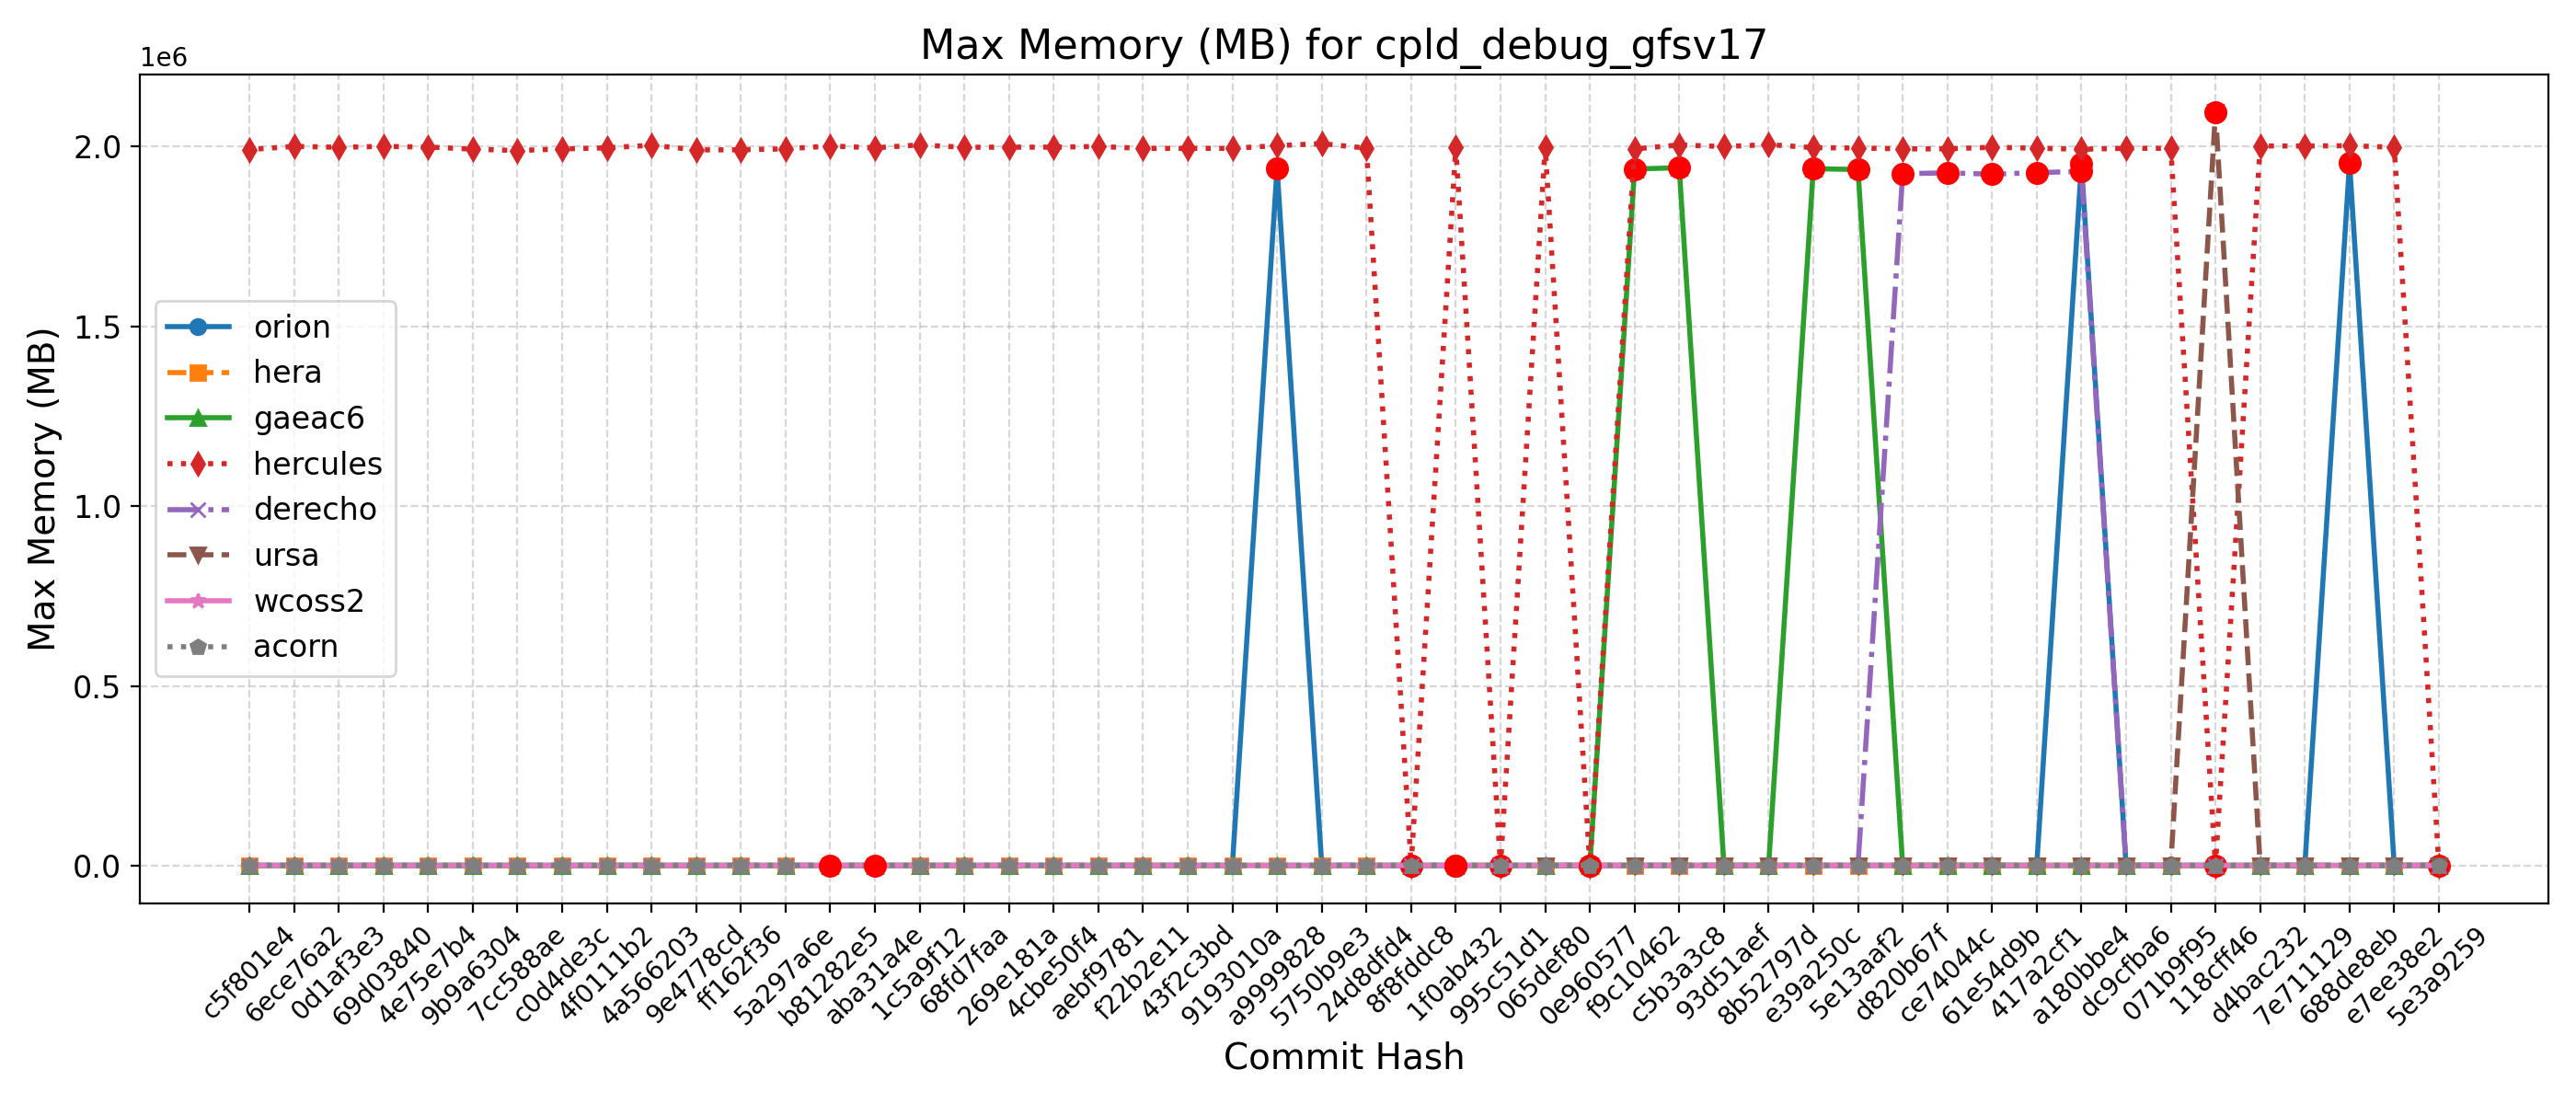 Max Memory (MB) for cpld_debug_gfsv17
1e6
2.0
1.5
1.0
0.5
0.0
Max Memory (MB)
orion
hera
gaeac6
hercules
derecho
ursa
wcoss2
acorn
c5f801e4
6ece76a2
0d1af3e3
69d03840
4e75e7b4
9b9a6304
7cc588ae
c0d4de3c
4f0111b2
4a566203
9e4778cd
ff162f36
5a297a6e
b81282e5
aba31a4e
1c5a9f12
68fd7faa
269e181a
4cbe50f4
aebf9781
f22b2e11
43f2c3bd
9193010a
a9999828
5750b9e3
24d8dfd4
8f8fddc8
1f0ab432
995c51d1
065def80
0e960577
f9c10462
c5b3a3c8
93d51aef
8b52797d
e39a250c
5e13aaf2
d820b67f
ce74044c
61e54d9b
417a2cf1
a180bbe4
dc9cfba6
071b9f95
118cff46
d4bac232
7e711129
688de8eb
e7ee38e2
5e3a9259
Commit Hash